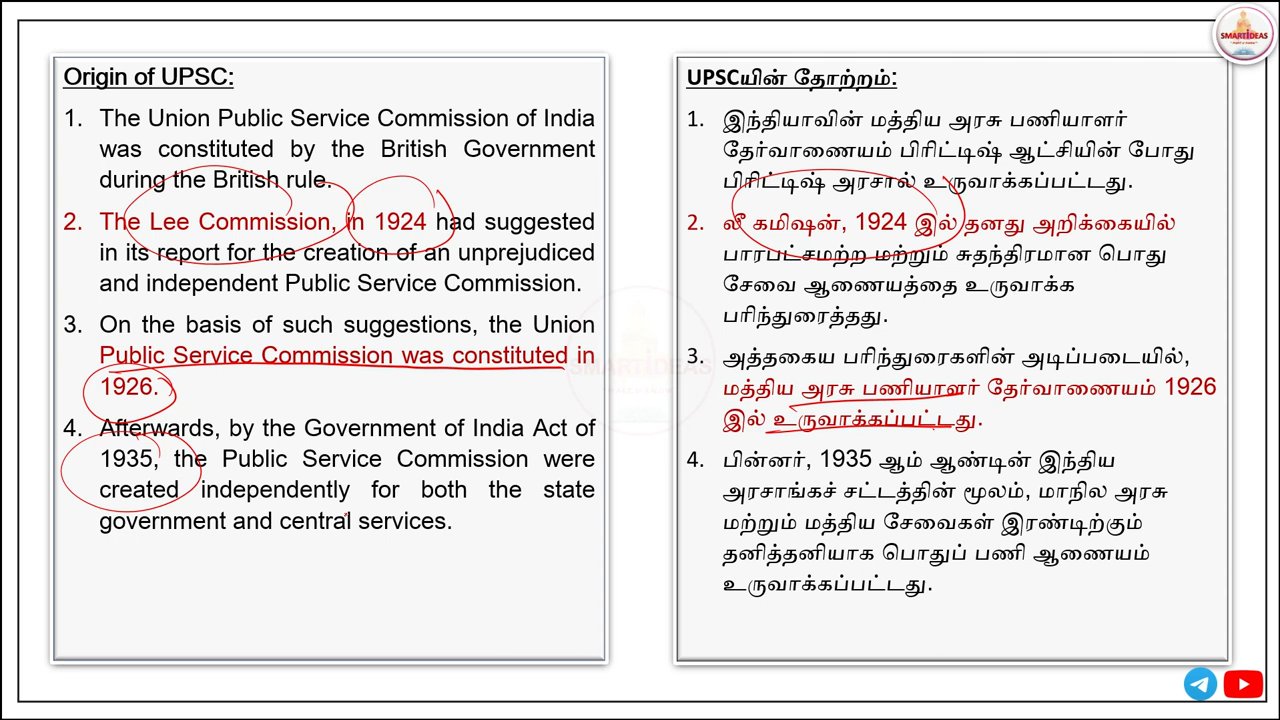 SMARTIDEAS
Origin of UPSC:
1. The Union Public Service Commission of India
was constituted by the British Government
during the British rule.
2. The Lee Commission, in 1924 had suggested
in its report for the creation of an unprejudiced
and independent Public Service Commission.
3. On the basis of such suggestions, the Union
Public Service Commission was constituted in
1926.
4. Afterwards, by the Government of India Act of
1935, the Public Service Commission were
created independently for both the state
government and central services.
UPSCயின் தோற்றம்:
1. இந்தியாவின் மத்திய அரசு பணியாளர்
தேர்வாணையம் பிரிட்டிஷ் ஆட்சியின் போது
பிரிட்டிஷ் அரசால் உருவாக்கப்பட்டது.
2. லீ கமிஷன், 1924 இல் தனது அறிக்கையில்
பாரபட்சமற்ற மற்றும் சுதந்திரமான பொது
சேவை ஆணையத்தை உருவாக்க
பரிந்துரைத்தது.
3. அத்தகைய பரிந்துரைகளின் அடிப்படையில்,
மத்திய அரசு பணியாளர் தேர்வாணையம் 1926
இல் உருவாக்கப்பட்டது.
4. பின்னர், 1935 ஆம் ஆண்டின் இந்திய
அரசாங்கச் சட்டத்தின் மூலம், மாநில அரசு
மற்றும் மத்திய சேவைகள் இரண்டிற்கும்
தனித்தனியாக பொதுப் பணி ஆணையம்
உருவாக்கப்பட்டது.
SMARTIDEAS